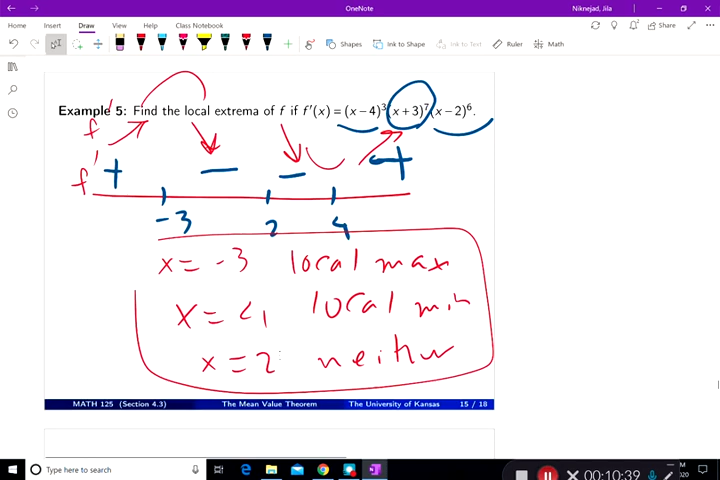 OneNote
Niknejad, Jila
Home Insert Draw View Help Class Notebook
Share
Shapes Ink to Shape Ink to Text Ruler Math
Example 5: Find the local extrema of f if f′(x) = (x−4)³(x+3)⁷(x−2)⁶.
f′
f′ + − − +
−3 2 4
x = −3 local max
x = 4 local min
x = 2 neither
MATH 125 (Section 4.3) The Mean Value Theorem The University of Kansas 15 / 18
Type here to search
00:10:39